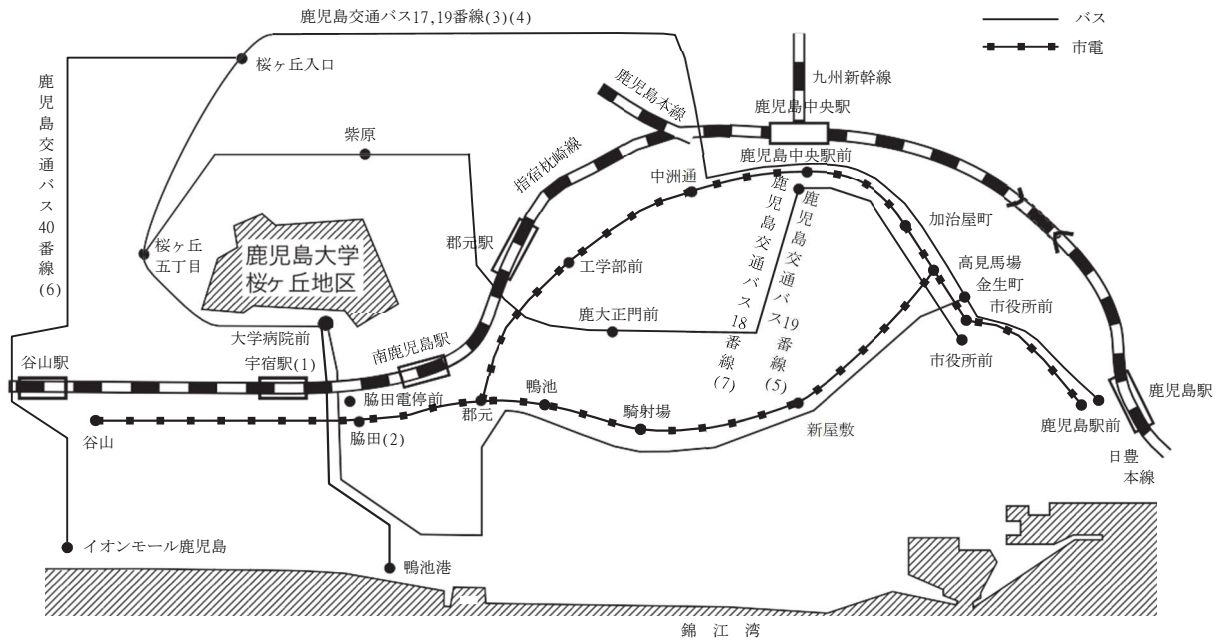 鹿児島交通バス17,19番線(3)(4)
バス
市電
桜ヶ丘入口
鹿児島交通バス40番線(6)
九州新幹線
鹿児島本線
鹿児島中央駅
紫原
指宿枕崎線
鹿児島中央駅前
中洲通
鹿児島交通バス18番線(7)
鹿児島交通バス19番線(5)
加治屋町
桜ヶ丘
五丁目
鹿児島大学
桜ヶ丘地区
郡元駅
工学部前
高見馬場
金生町
市役所前
鹿大正門前
大学病院前
南鹿児島駅
市役所前
谷山駅
宇宿駅(1)
鴨池
鹿児島駅
脇田電停前
郡元
騎射場
新屋敷
鹿児島駅前
谷山
脇田(2)
日豊
本線
イオンモール鹿児島
鴨池港
錦江湾